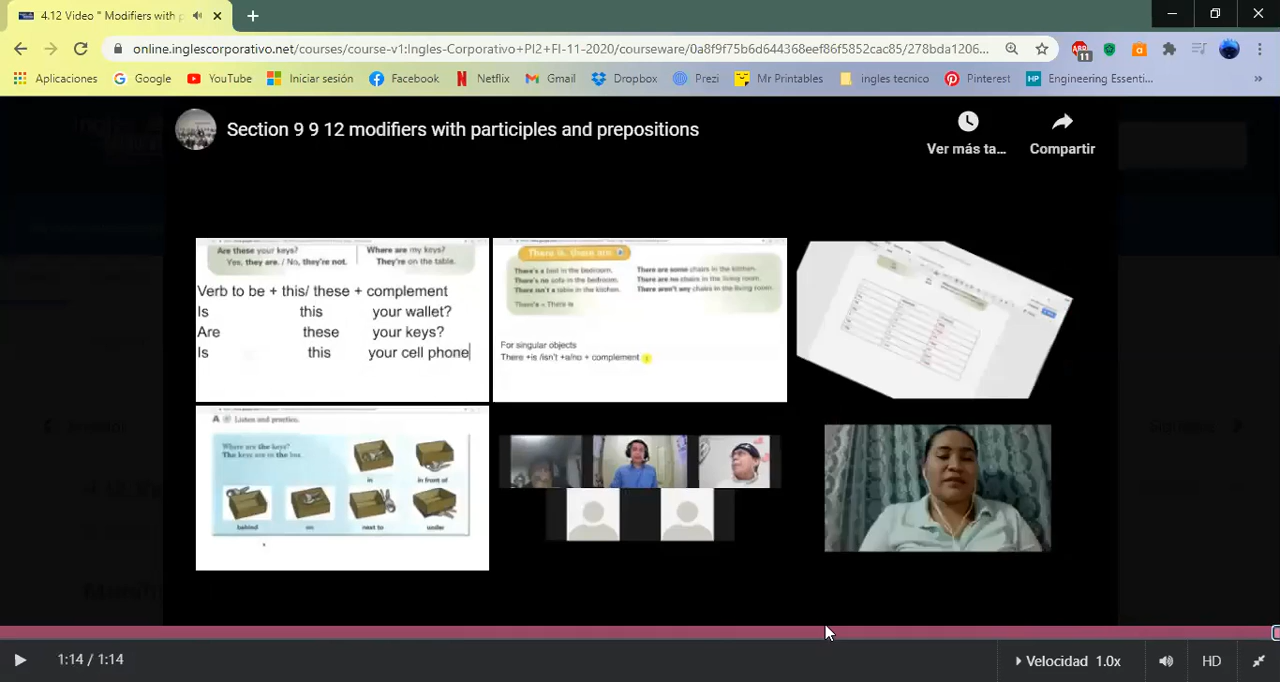 4.12 Video " Modifiers with p
online.inglescorporativo.net/courses/course-v1:Ingles-Corporativo+PI2+FI-11-2020/courseware/0a8f9f75b6d644368eef86f5852cac85/278bda1206...
ABP
11
Aplicaciones
Google
YouTube
Iniciar sesión
Facebook
Netflix
Gmail
Dropbox
Prezi
Mr Printables
ingles tecnico
Pinterest
HP
Engineering Essenti...
»
Section 9 9 12 modifiers with participles and prepositions
Ver más ta...
Compartir
Are these your keys?
Yes, they are. / No, they're not.
Where are my keys?
They're on the table.
Verb to be + this/ these + complement
Is this your wallet?
Are these your keys?
Is this your cell phone
There is, there are
There's a bed in the bedroom.
There's no sofa in the bedroom.
There isn't a table in the kitchen.
There's = There is
There are some chairs in the kitchen.
There are no chairs in the living room.
There aren't any chairs in the living room.
For singular objects
There +is /isn't +a/no + complement
A Listen and practice.
Where are the keys?
The keys are in the box.
in
in front of
behind
on
next to
under
1:14 / 1:14
Velocidad 1.0x
HD